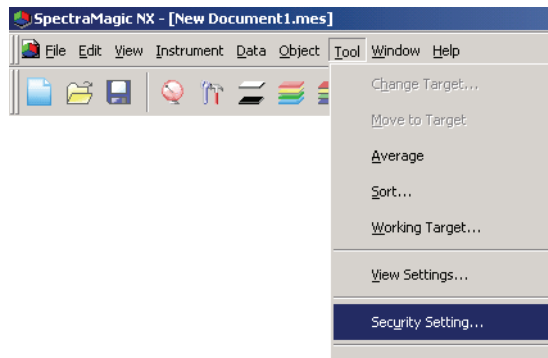 SpectraMagic NX - [New Document1.mes]
File Edit View Instrument Data Object Tool Window Help
Change Target...
Move to Target
Average
Sort...
Working Target...
View Settings...
Security Setting...